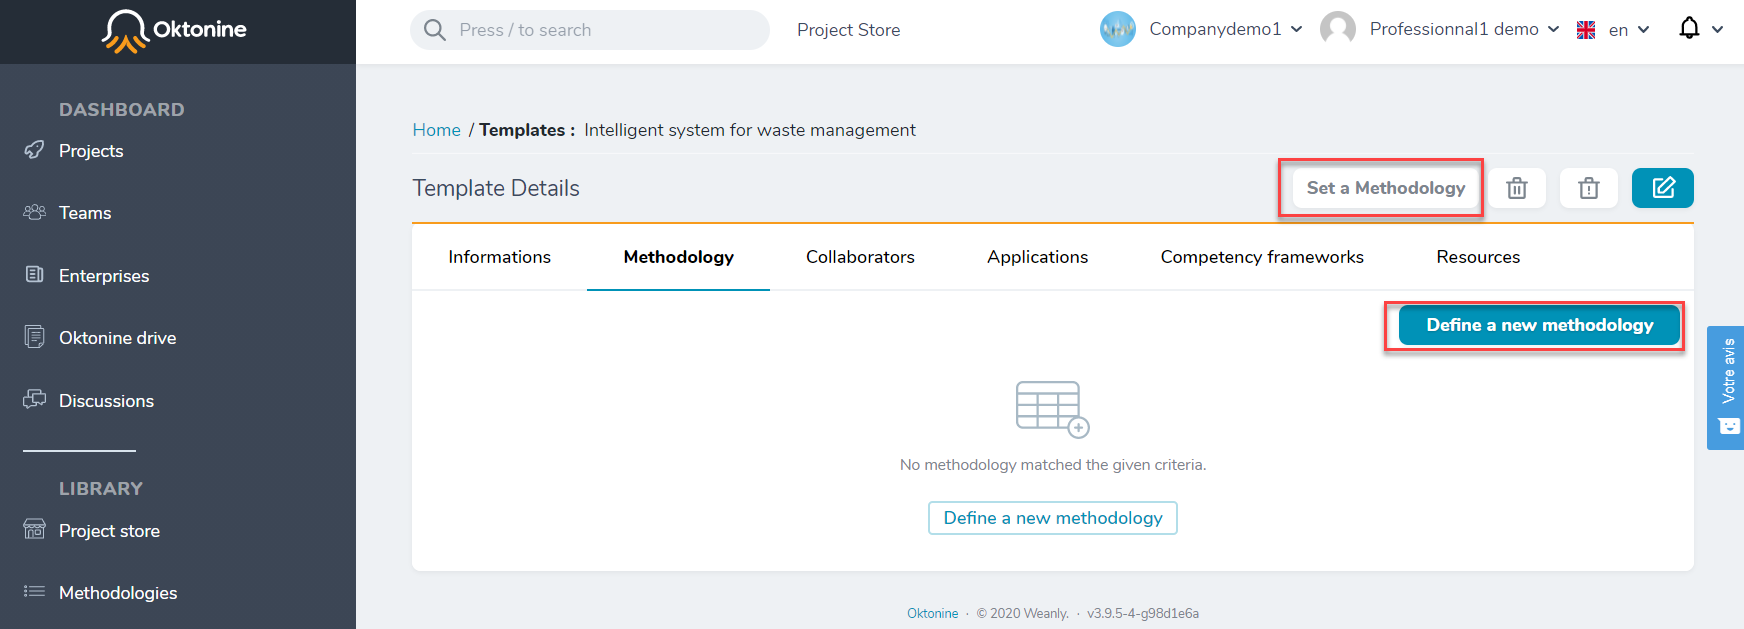 Oktonine
Press / to search
Project Store
Companydemo1
Professionnal1 demo
en
DASHBOARD
Projects
Teams
Enterprises
Oktonine drive
Discussions
LIBRARY
Project store
Methodologies
Home / Templates : Intelligent system for waste management
Template Details
Set a Methodology
Informations
Methodology
Collaborators
Applications
Competency frameworks
Resources
Define a new methodology
No methodology matched the given criteria.
Define a new methodology
Votre avis
Oktonine · © 2020 Weanly. · v3.9.5-4-g98d1e6a